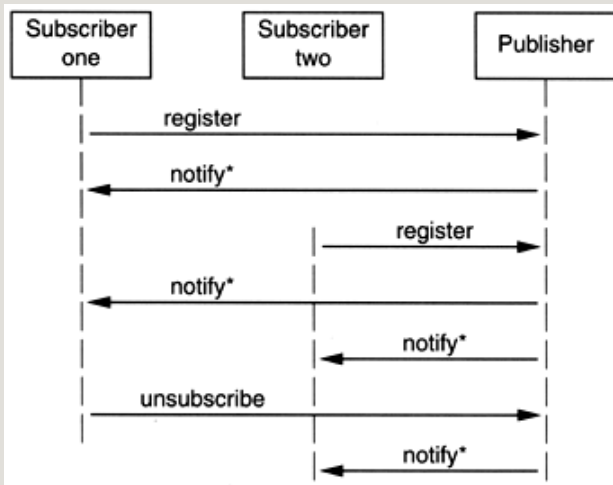 Subscriber
one
Subscriber
two
Publisher
register
notify*
register
notify*
notify*
unsubscribe
notify*